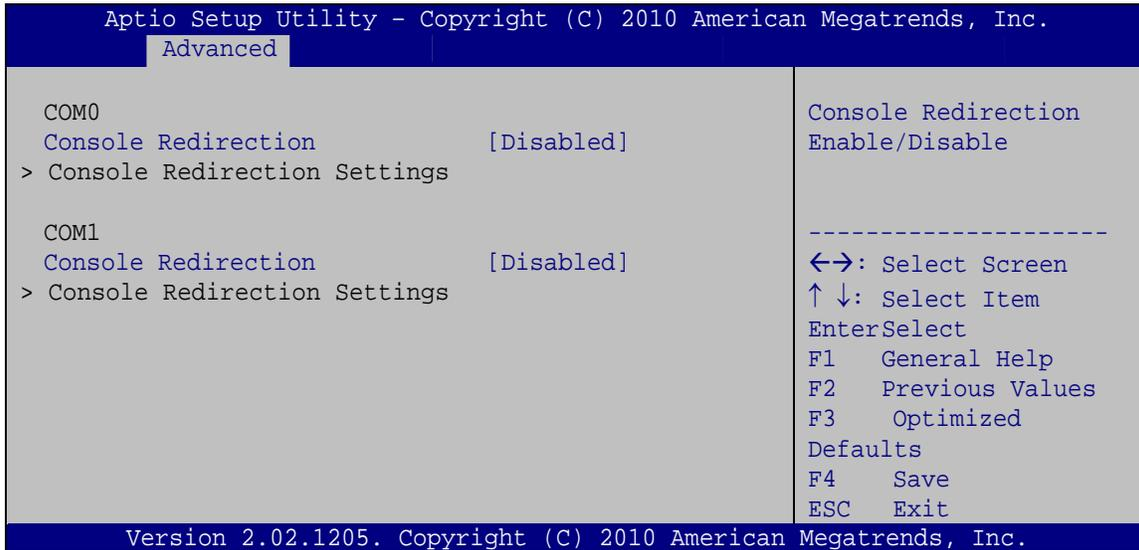 Aptio Setup Utility – Copyright (C) 2010 American Megatrends, Inc.
Advanced
COM0
Console Redirection [Disabled]
> Console Redirection Settings
COM1
Console Redirection [Disabled]
> Console Redirection Settings
Console Redirection
Enable/Disable
---------------------
←→: Select Screen
↑ ↓: Select Item
EnterSelect
F1 General Help
F2 Previous Values
F3 Optimized
Defaults
F4 Save
ESC Exit
Version 2.02.1205. Copyright (C) 2010 American Megatrends, Inc.